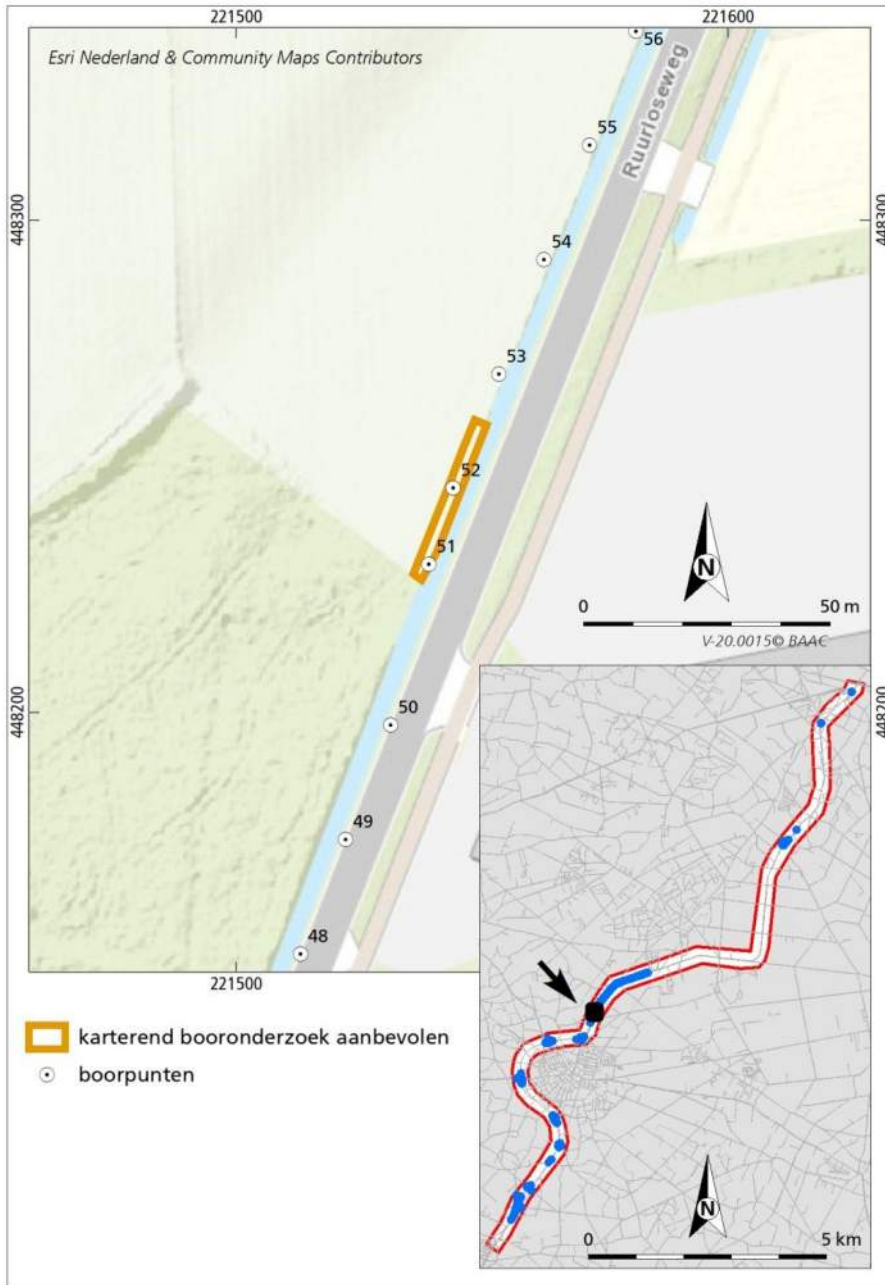 221500
221600
Esri Nederland & Community Maps Contributors
56
Ruurloseweg
55
448300
448300
54
53
52
51
N
0
50 m
V-20.0015© BAAC
448200
448200
50
49
48
221500
karterend booronderzoek aanbevolen
boorpunten
N
0
5 km